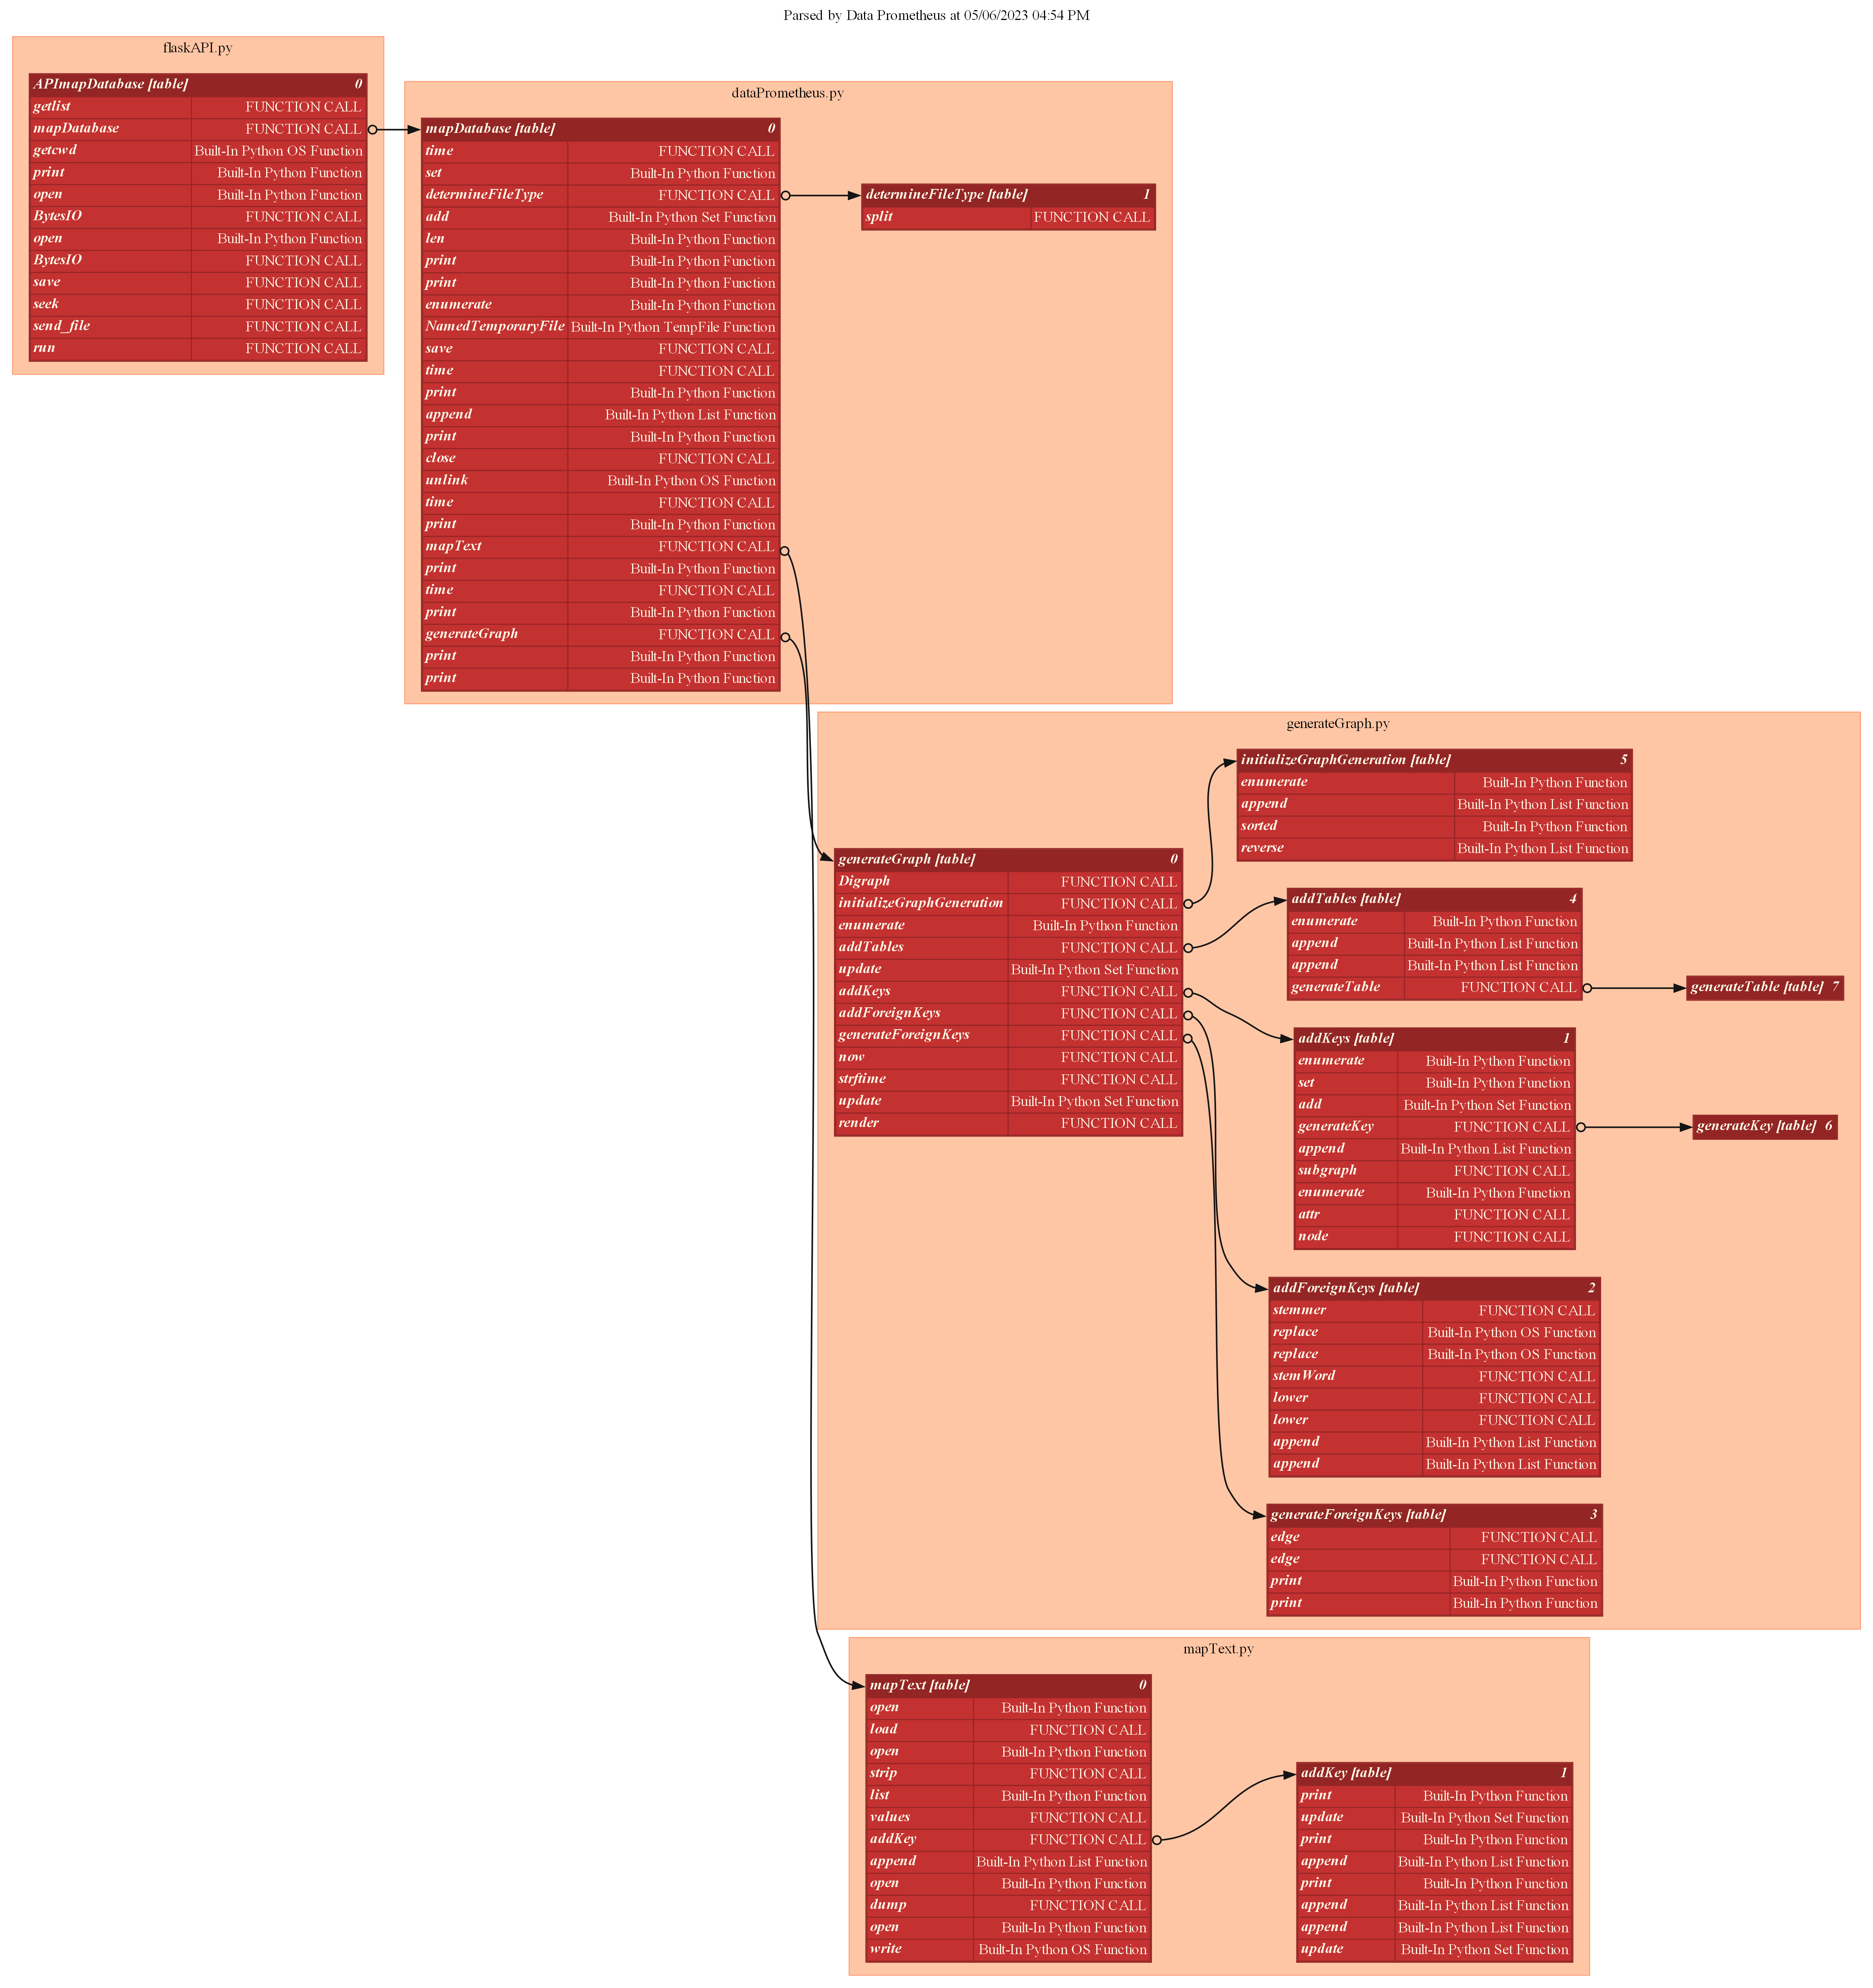 Parsed by Data Prometheus at 05/06/2023 04:54 PM
flaskAPI.py
APImapDatabase [table] 0
getlist FUNCTION CALL
mapDatabase FUNCTION CALL
getcwd Built-In Python OS Function
print Built-In Python Function
open Built-In Python Function
BytesIO FUNCTION CALL
open Built-In Python Function
BytesIO FUNCTION CALL
save FUNCTION CALL
seek FUNCTION CALL
send_file FUNCTION CALL
run FUNCTION CALL
dataPrometheus.py
mapDatabase [table] 0
time FUNCTION CALL
set Built-In Python Function
determineFileType FUNCTION CALL
add Built-In Python Set Function
len Built-In Python Function
print Built-In Python Function
print Built-In Python Function
enumerate Built-In Python Function
NamedTemporaryFile Built-In Python TempFile Function
save FUNCTION CALL
time FUNCTION CALL
print Built-In Python Function
append Built-In Python List Function
print Built-In Python Function
close FUNCTION CALL
unlink Built-In Python OS Function
time FUNCTION CALL
print Built-In Python Function
mapText FUNCTION CALL
print Built-In Python Function
time FUNCTION CALL
print Built-In Python Function
generateGraph FUNCTION CALL
print Built-In Python Function
print Built-In Python Function
determineFileType [table] 1
split FUNCTION CALL
generateGraph.py
generateGraph [table] 0
Digraph FUNCTION CALL
initializeGraphGeneration FUNCTION CALL
enumerate Built-In Python Function
addTables FUNCTION CALL
update Built-In Python Set Function
addKeys FUNCTION CALL
addForeignKeys FUNCTION CALL
generateForeignKeys FUNCTION CALL
now FUNCTION CALL
strftime FUNCTION CALL
update Built-In Python Set Function
render FUNCTION CALL
initializeGraphGeneration [table] 5
enumerate Built-In Python Function
append Built-In Python List Function
sorted Built-In Python Function
reverse Built-In Python List Function
addTables [table] 4
enumerate Built-In Python Function
append Built-In Python List Function
append Built-In Python List Function
generateTable FUNCTION CALL
generateTable [table] 7
addKeys [table] 1
enumerate Built-In Python Function
set Built-In Python Function
add Built-In Python Set Function
generateKey FUNCTION CALL
append Built-In Python List Function
subgraph FUNCTION CALL
enumerate Built-In Python Function
attr FUNCTION CALL
node FUNCTION CALL
generateKey [table] 6
addForeignKeys [table] 2
stemmer FUNCTION CALL
replace Built-In Python OS Function
replace Built-In Python OS Function
stemWord FUNCTION CALL
lower FUNCTION CALL
lower FUNCTION CALL
append Built-In Python List Function
append Built-In Python List Function
generateForeignKeys [table] 3
edge FUNCTION CALL
edge FUNCTION CALL
print Built-In Python Function
print Built-In Python Function
mapText.py
mapText [table] 0
open Built-In Python Function
load FUNCTION CALL
open Built-In Python Function
strip FUNCTION CALL
list Built-In Python Function
values FUNCTION CALL
addKey FUNCTION CALL
append Built-In Python List Function
open Built-In Python Function
dump FUNCTION CALL
open Built-In Python Function
write Built-In Python OS Function
addKey [table] 1
print Built-In Python Function
update Built-In Python Set Function
print Built-In Python Function
append Built-In Python List Function
print Built-In Python Function
append Built-In Python List Function
append Built-In Python List Function
update Built-In Python Set Function